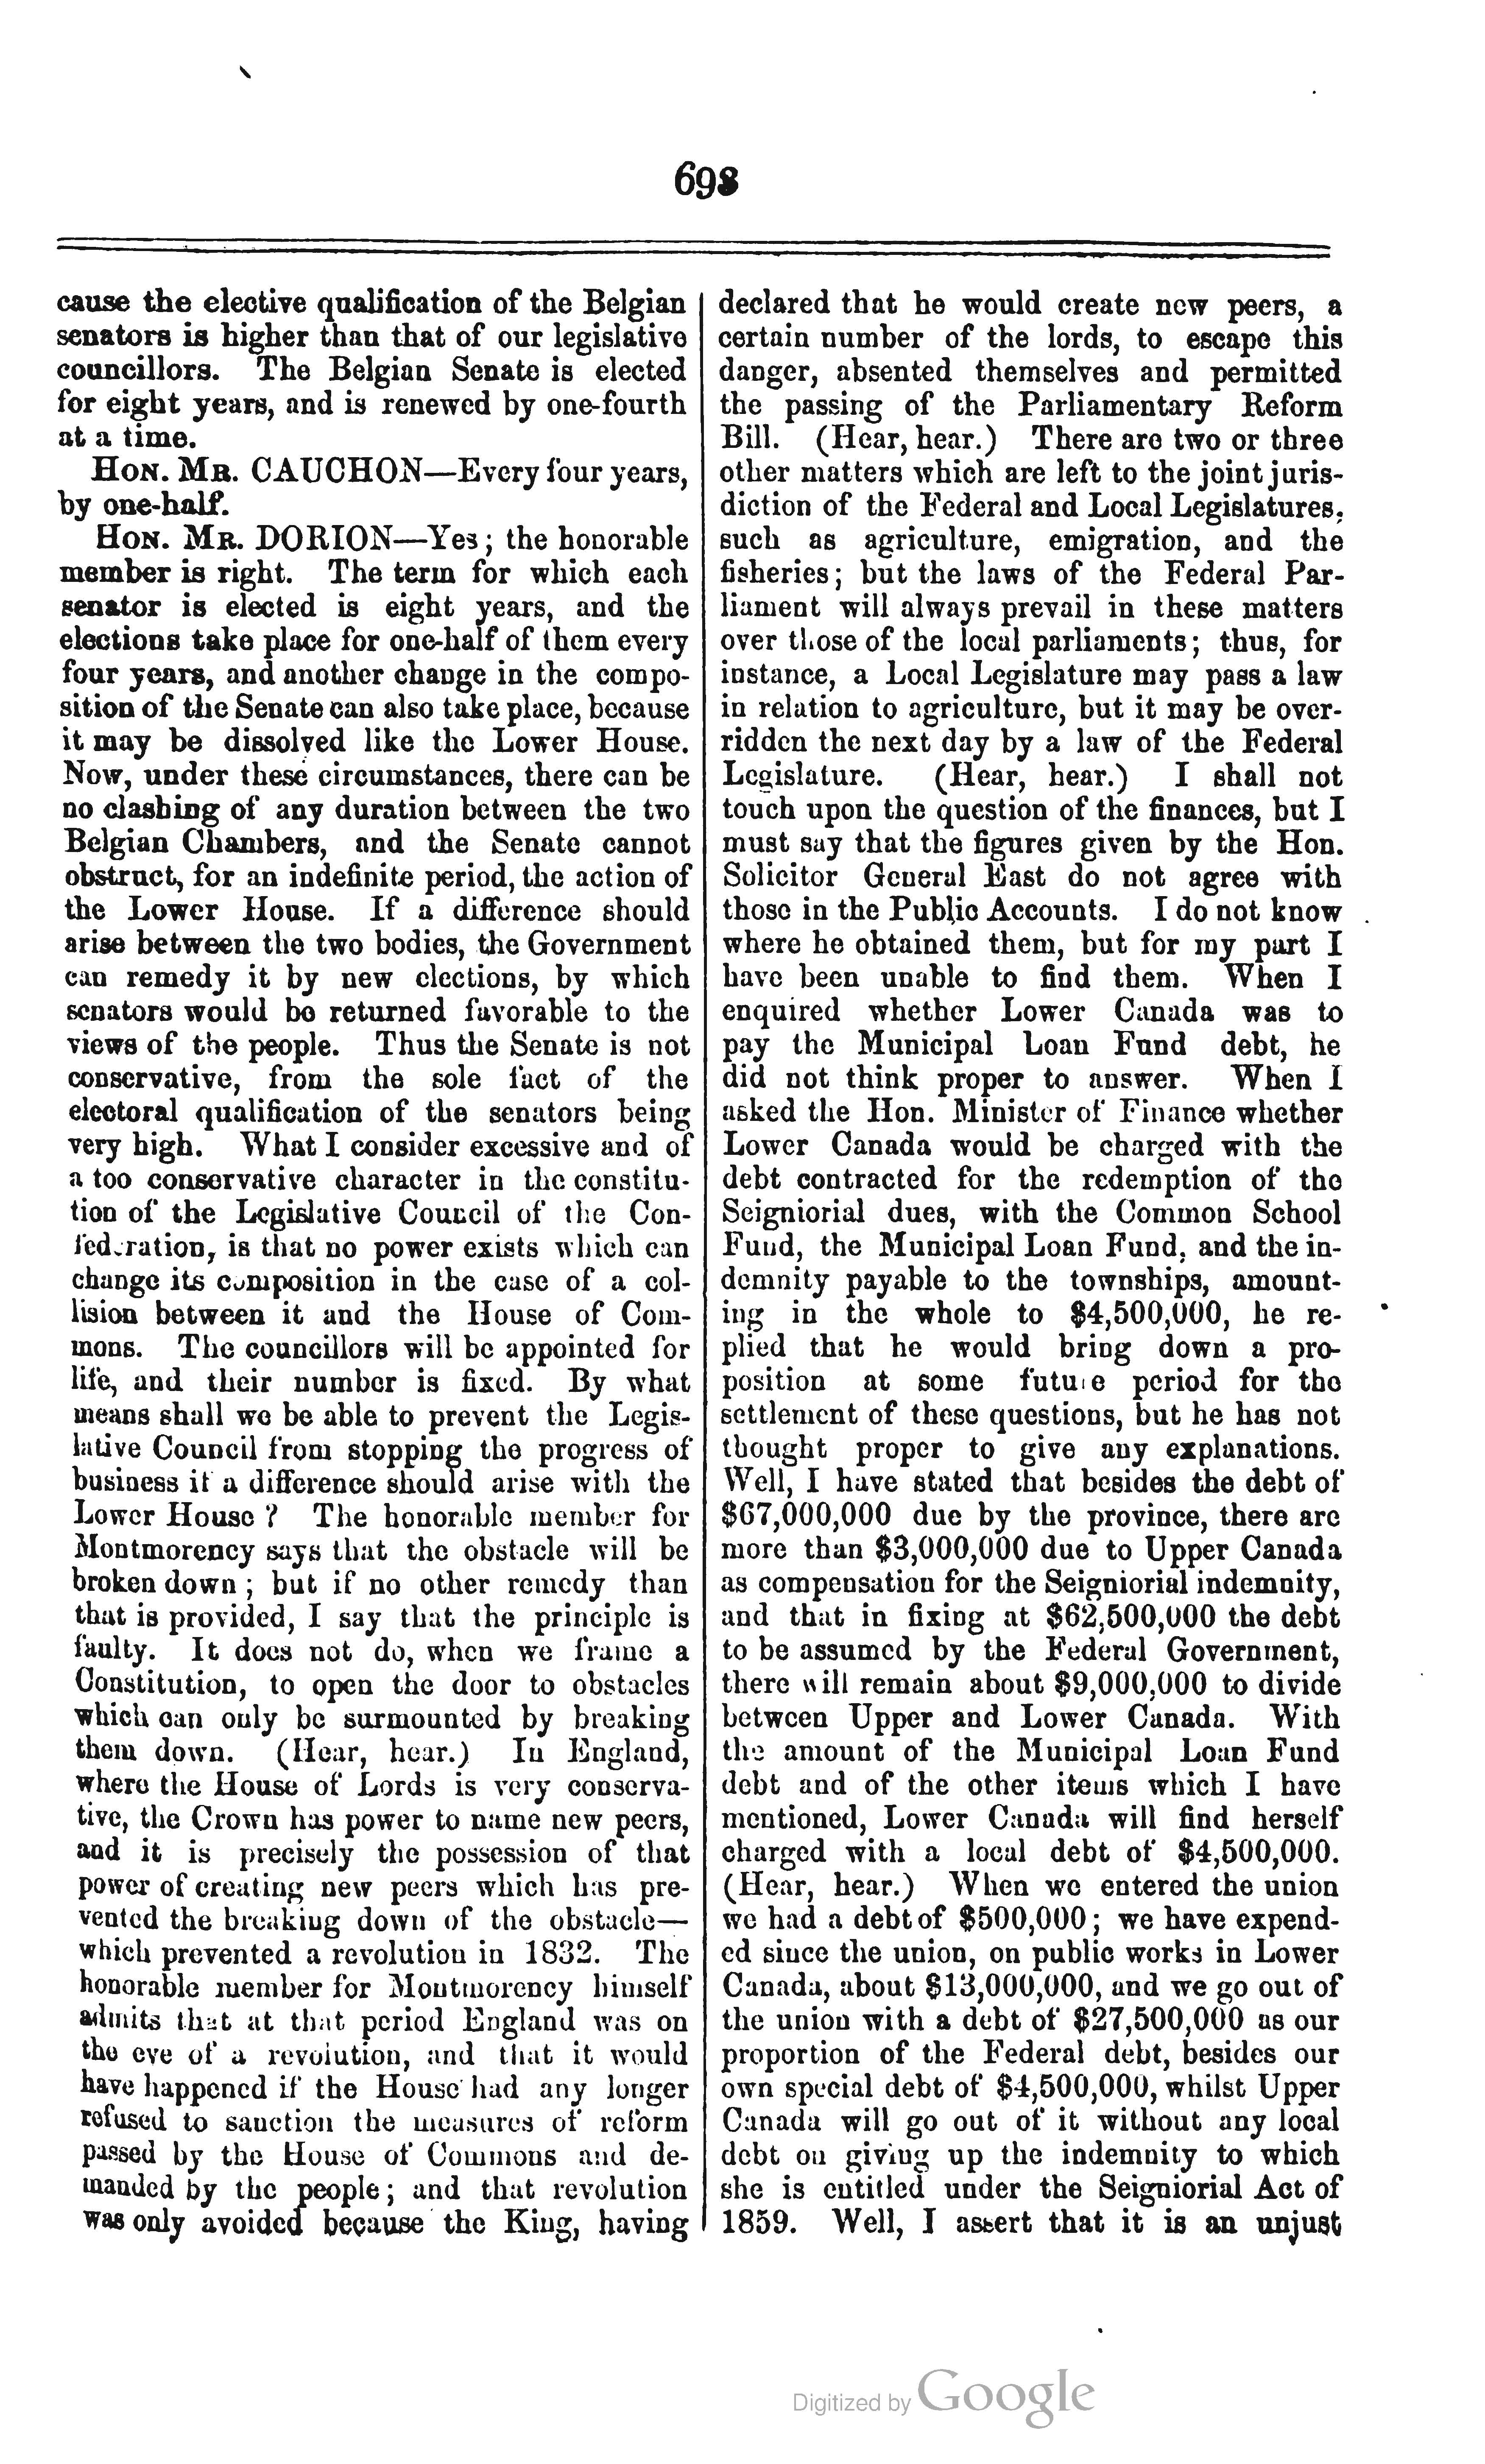 698
cause the elective qualification of the Belgian
senators is higher than that of our legislative
councillors. The Belgian Senate is elected
for eight years, and is renewed by one-fourth
at a time.
HON. MR. CAUCHON—Every four years,
by one-half.
HON. MR. DORION—Yes; the honorable
member is right. The term for which each
senator is elected is eight years, and the
elections take place for one-half of them every
four years, and another change in the compo-
sition of the Senate can also take place, because
it may be dissolved like the Lower House.
Now, under these circumstances, there can be
no clashing of any duration between the two
Belgian Chambers, and the Senate cannot
obstruct, for an indefinite period, the action of
the Lower House. If a difference should
arise between the two bodies, the Government
can remedy it by new elections, by which
senators would be returned favorable to the
views of the people. Thus the Senate is not
conservative, from the sole fact of the
electoral qualification of the senators being
very high. What I consider excessive and of
a too conservative character in the constitu-
tion of the Legislative Council of the Con-
federation, is that no power exists which can
change its composition in the case of a col-
lision between it and the House of Com-
mons. The councillors will be appointed for
life, and their number is fixed. By what
means shall we be able to prevent the Legis-
lative Council from stopping the progress of
business if a difference should arise with the
Lower House? The honorable member for
Montmorency says that the obstacle will be
broken down; but if no other remedy than
that is provided, I say that the principle is
faulty. It does not do, when we frame a
Constitution, to open the door to obstacles
which can only be surmounted by breaking
them down. (Hear, hear.) In England,
where the House of Lords is very conserva-
tive, the Crown has power to name new peers,
and it is precisely the possession of that
power of creating new peers which has pre-
vented the breaking down of the obstacle—
which prevented a revolution in 1832. The
honorable member for Montmorency himself
admits that at that period England was on
the eve of a revolution, and that it would
have happened if the House had any longer
refused to sanction the measures of reform
passed by the House of Commons and de-
manded by the people; and that revolution
was only avoided because the King, having
declared that he would create new peers, a
certain number of the lords, to escape this
danger, absented themselves and permitted
the passing of the Parliamentary Reform
Bill. (Hear, hear.) There are two or three
other matters which are left to the joint juris-
diction of the Federal and Local Legislatures,
such as agriculture, emigration, and the
fisheries; but the laws of the Federal Par-
liament will always prevail in these matters
over those of the local parliaments; thus, for
instance, a Local Legislature may pass a law
in relation to agriculture, but it may be over-
ridden the next day by a law of the Federal
Legislature. (Hear, hear.) I shall not
touch upon the question of the finances, but I
must say that the figures given by the Hon.
Solicitor General East do not agree with
those in the Public Accounts. I do not know
where he obtained them, but for my part I
have been unable to find them. When I
enquired whether Lower Canada was to
pay the Municipal Loan Fund debt, he
did not think proper to answer. When I
asked the Hon. Minister of Finance whether
Lower Canada would be charged with the
debt contracted for the redemption of the
Seigniorial dues, with the Common School
Fund, the Municipal Loan Fund, and the in-
demnity payable to the townships, amount-
ing in the whole to $4,500,000, he re-
plied that he would bring down a pro-
position at some future period for the
settlement of these questions, but he has not
thought proper to give any explanations.
Well, I have stated that besides the debt of
$67,000,000 due by the province, there are
more than $3,000,000 due to Upper Canada
as compensation for the Seigniorial indemnity,
and that in fixing at $62,500,000 the debt
to be assumed by the Federal Government,
there will remain about $9,000,000 to divide
between Upper and Lower Canada. With
the amount of the Municipal Loan Fund
debt and of the other items which I have
mentioned, Lower Canada will find herself
charged with a local debt of $4,500,000.
(Hear, hear.) When we entered the union
we had a debt of $500,000; we have expend-
ed since the union, on public works in Lower
Canada, about $13,000,000, and we go out of
the union with a debt of $27,500,000 as our
proportion of the Federal debt, besides our
own special debt of $4,500,000, whilst Upper
Canada will go out of it without any local
debt on giving up the indemnity to which
she is entitled under the Seigniorial Act of
1859. Well, I assert that it is an unjust
Digitized by Google